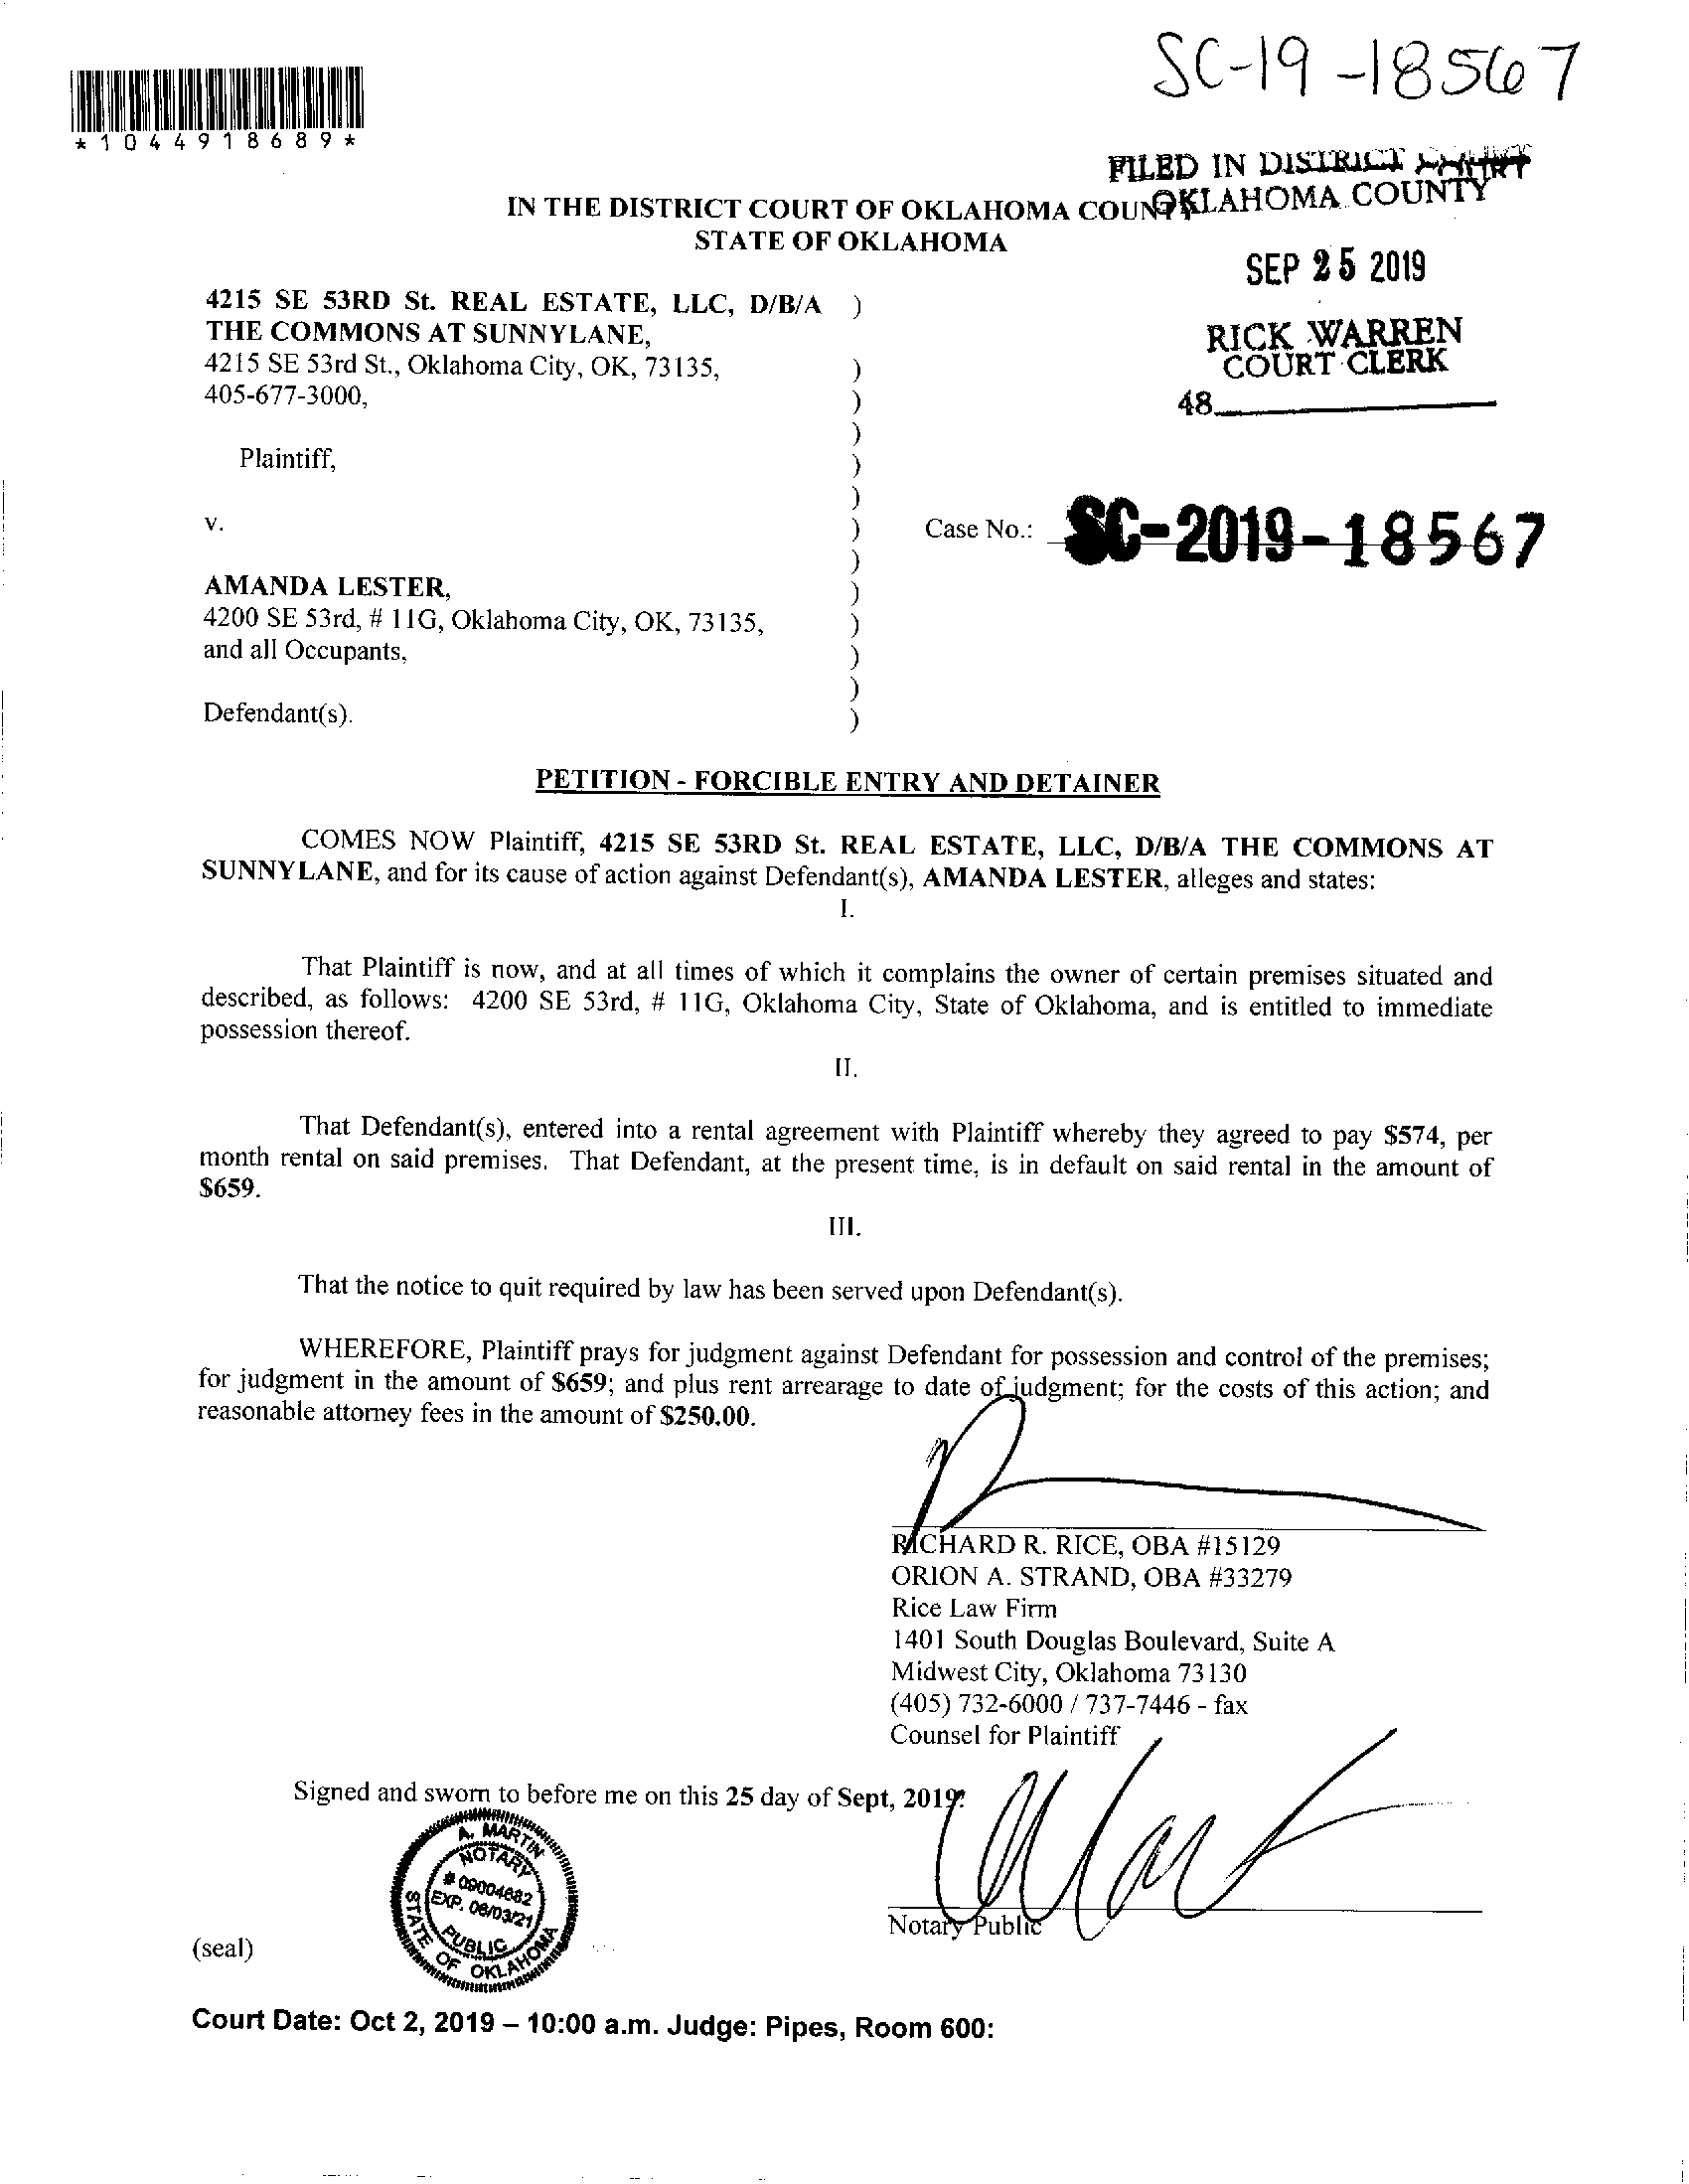 SC-19-18567
*1044918689*
FILED IN DISTRICT COURT
OKLAHOMA COUNTY
IN THE DISTRICT COURT OF OKLAHOMA COUNTY
STATE OF OKLAHOMA
SEP 25 2019
RICK WARREN
COURT CLERK
48
4215 SE 53RD St. REAL ESTATE, LLC, D/B/A )
THE COMMONS AT SUNNYLANE,
4215 SE 53rd St., Oklahoma City, OK, 73135, )
405-677-3000, )
)
Plaintiff, )
)
v. )
Case No.: SC-2019-18567
)
AMANDA LESTER, )
4200 SE 53rd, # 11G, Oklahoma City, OK, 73135, )
and all Occupants, )
)
Defendant(s). )
PETITION - FORCIBLE ENTRY AND DETAINER
COMES NOW Plaintiff, 4215 SE 53RD St. REAL ESTATE, LLC, D/B/A THE COMMONS AT
SUNNYLANE, and for its cause of action against Defendant(s), AMANDA LESTER, alleges and states:
I.
That Plaintiff is now, and at all times of which it complains the owner of certain premises situated and
described, as follows: 4200 SE 53rd, # 11G, Oklahoma City, State of Oklahoma, and is entitled to immediate
possession thereof.
II.
That Defendant(s), entered into a rental agreement with Plaintiff whereby they agreed to pay $574, per
month rental on said premises. That Defendant, at the present time, is in default on said rental in the amount of
$659.
III.
That the notice to quit required by law has been served upon Defendant(s).
WHEREFORE, Plaintiff prays for judgment against Defendant for possession and control of the premises;
for judgment in the amount of $659; and plus rent arrearage to date of judgment; for the costs of this action; and
reasonable attorney fees in the amount of $250.00.
RICHARD R. RICE, OBA #15129
ORION A. STRAND, OBA #33279
Rice Law Firm
1401 South Douglas Boulevard, Suite A
Midwest City, Oklahoma 73130
(405) 732-6000 / 737-7446 - fax
Counsel for Plaintiff
Signed and sworn to before me on this 25 day of Sept, 2019.
A. MARTIN
NOTARY
# 09004682
EXP. 06/03/21
PUBLIC
STATE OF OKLAHOMA
Notary Public
(seal)
Court Date: Oct 2, 2019 – 10:00 a.m. Judge: Pipes, Room 600: